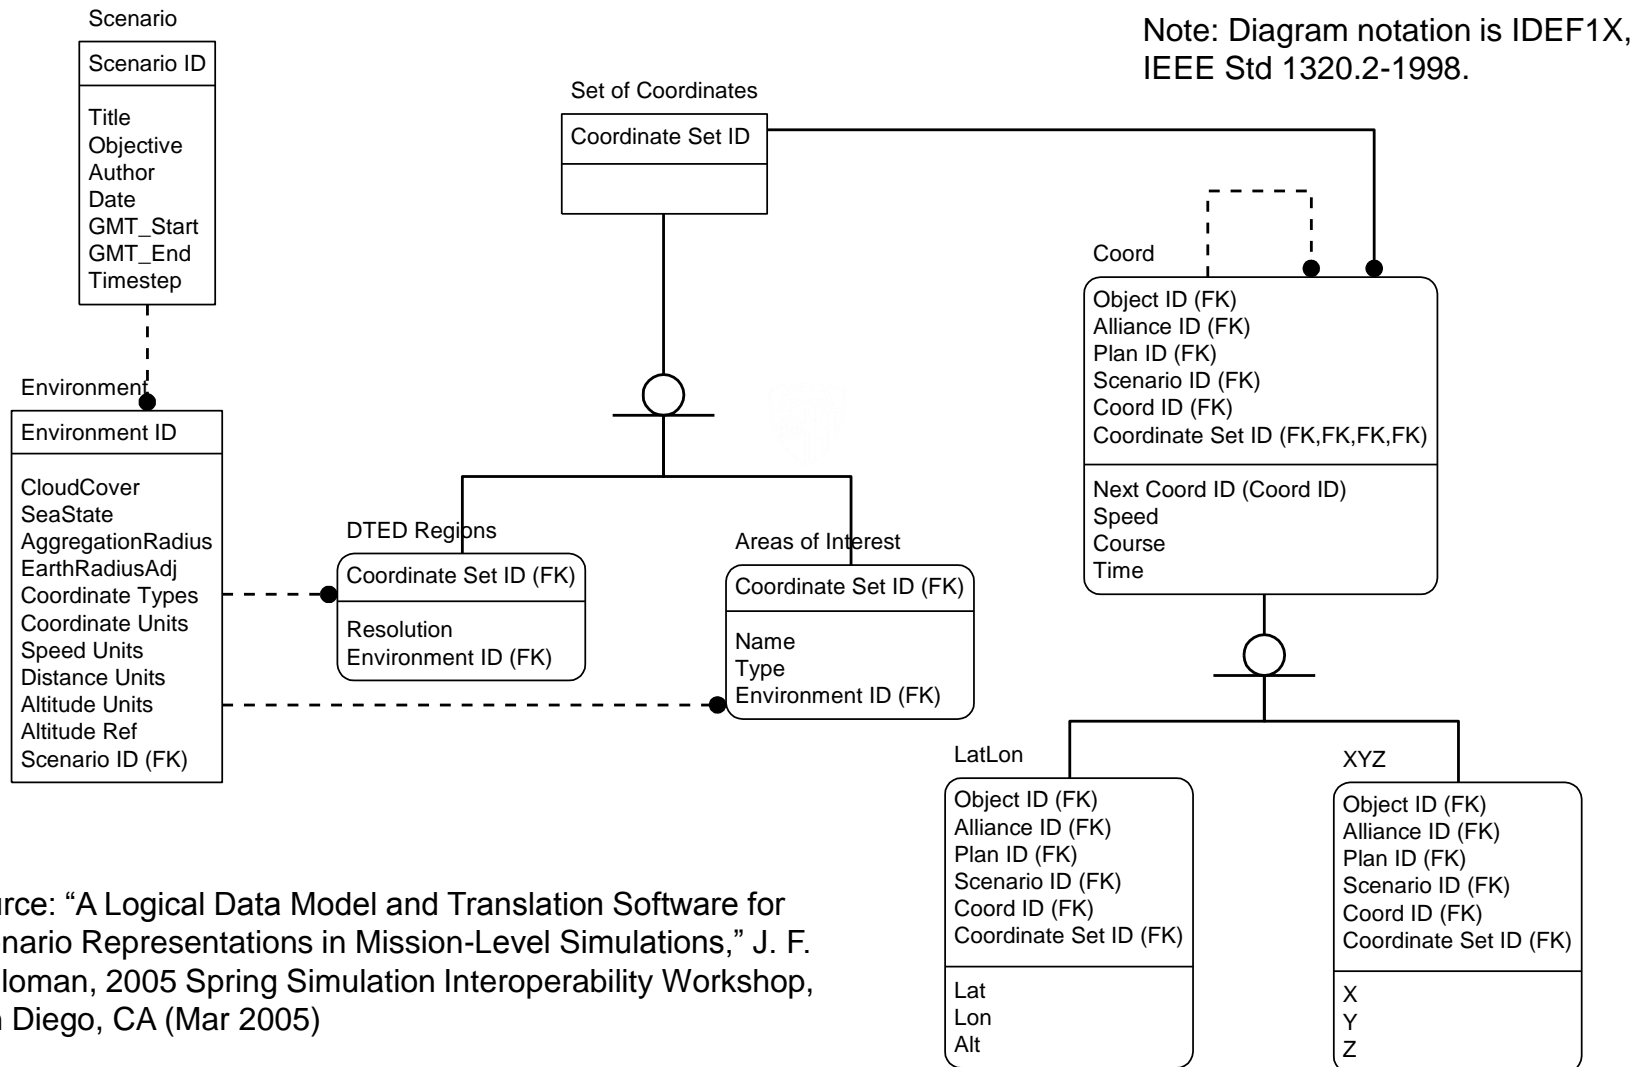 Scenario
Scenario ID
Title
Objective
Author
Date
GMT_Start
GMT_End
Timestep
Note: Diagram notation is IDEF1X,
IEEE Std 1320.2-1998.
Set of Coordinates
Coordinate Set ID
Coord
Object ID (FK)
Alliance ID (FK)
Plan ID (FK)
Scenario ID (FK)
Coord ID (FK)
Coordinate Set ID (FK,FK,FK,FK)
Next Coord ID (Coord ID)
Speed
Course
Time
Environment
Environment ID
CloudCover
SeaState
AggregationRadius
EarthRadiusAdj
Coordinate Types
Coordinate Units
Speed Units
Distance Units
Altitude Units
Altitude Ref
Scenario ID (FK)
DTED Regions
Coordinate Set ID (FK)
Resolution
Environment ID (FK)
Areas of Interest
Coordinate Set ID (FK)
Name
Type
Environment ID (FK)
LatLon
Object ID (FK)
Alliance ID (FK)
Plan ID (FK)
Scenario ID (FK)
Coord ID (FK)
Coordinate Set ID (FK)
Lat
Lon
Alt
XYZ
Object ID (FK)
Alliance ID (FK)
Plan ID (FK)
Scenario ID (FK)
Coord ID (FK)
Coordinate Set ID (FK)
X
Y
Z
urce: “A Logical Data Model and Translation Software for
enario Representations in Mission-Level Simulations,” J. F.
loman, 2005 Spring Simulation Interoperability Workshop,
Diego, CA (Mar 2005)